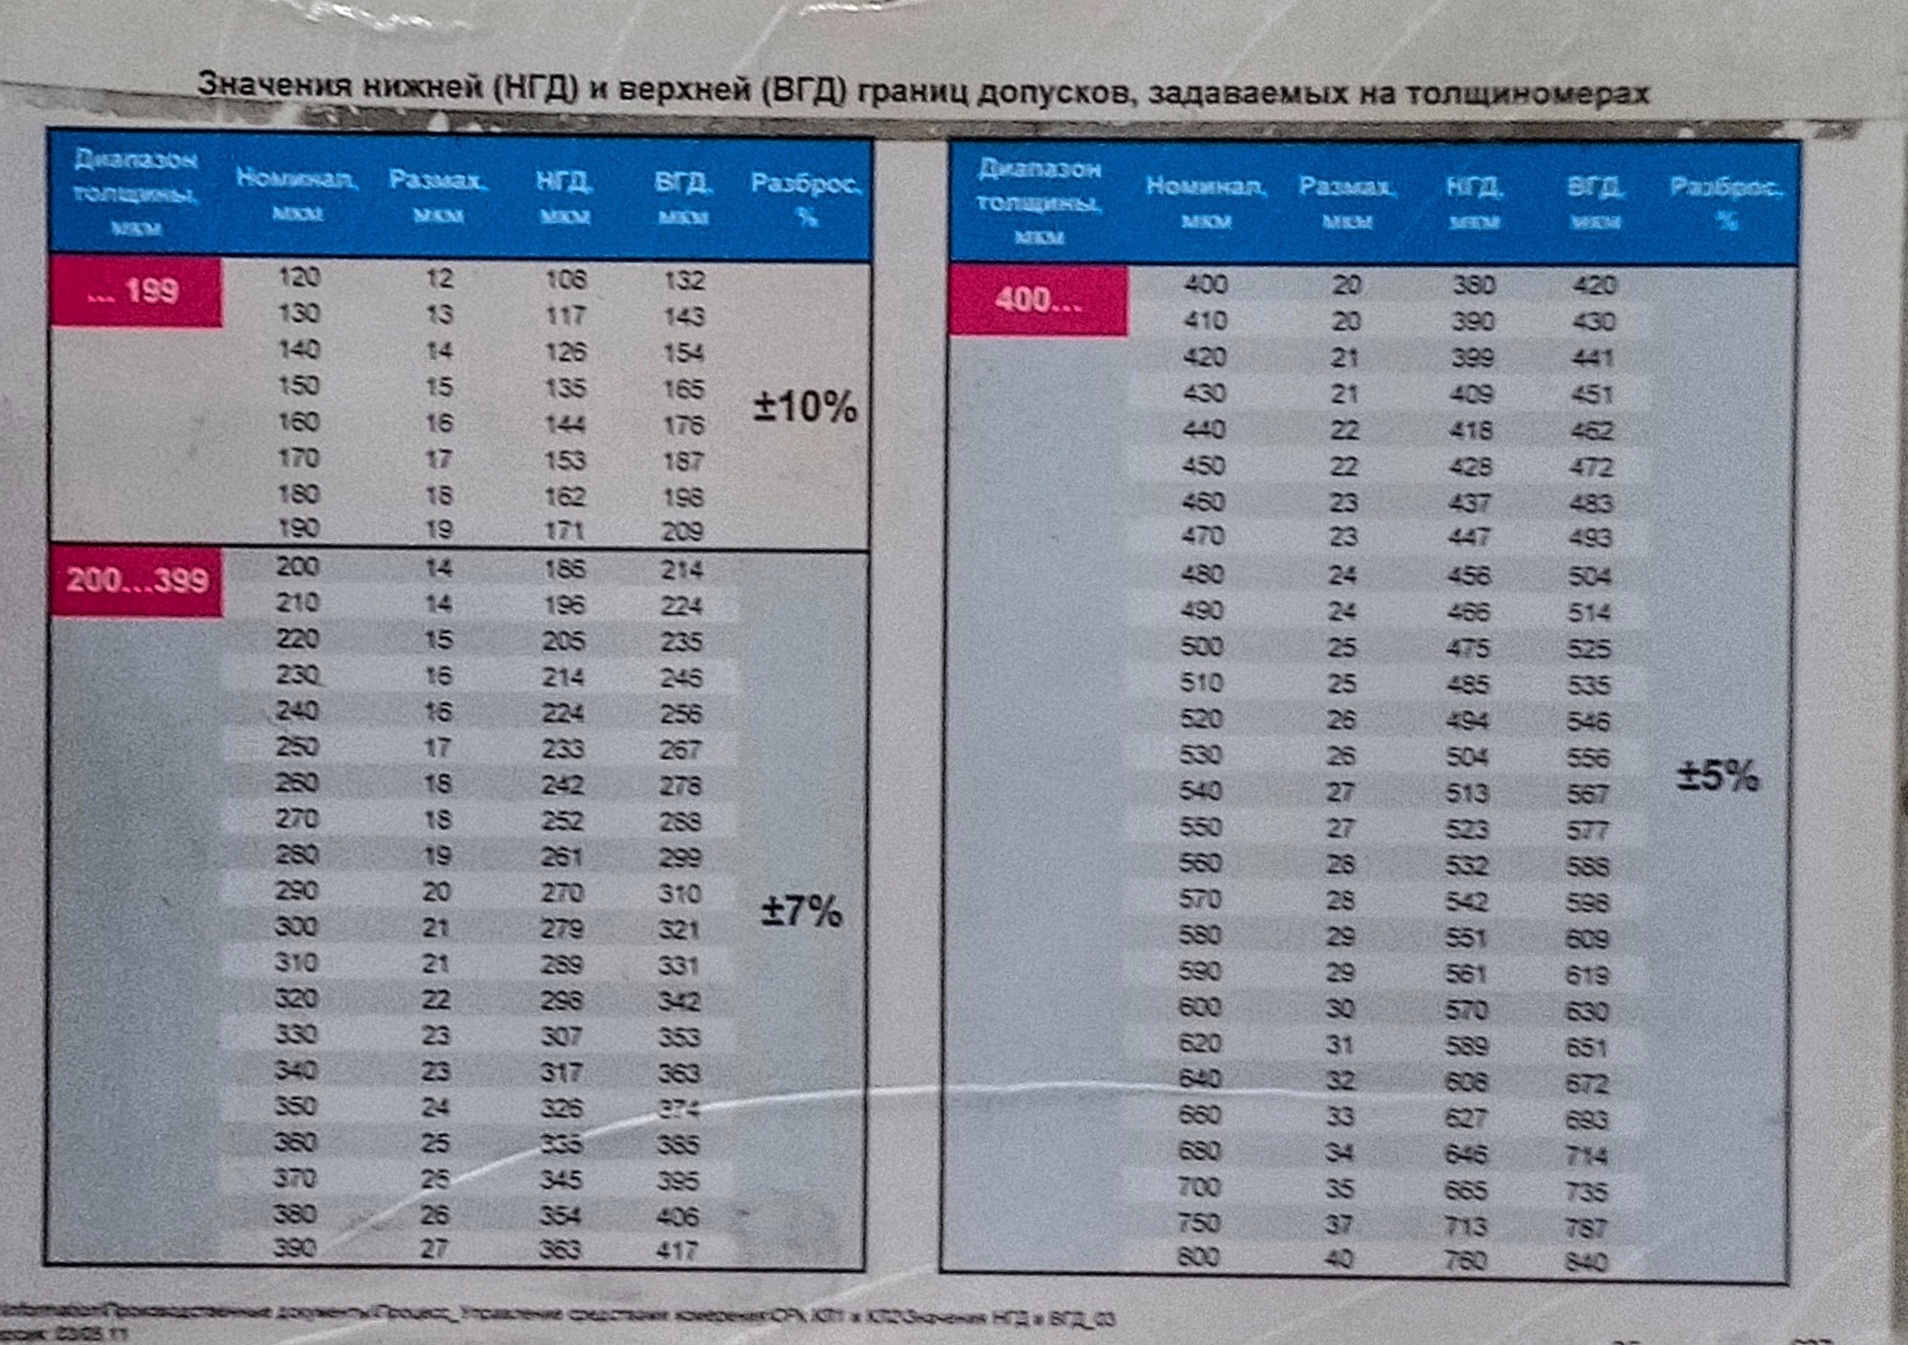 Значения нижней (НГД) и верхней (ВГД) границ допусков, задаваемых на толщиномерах
Диапазон толщины, мкм Номинал, мкм Размах, мкм НГД, мкм ВГД, мкм Разброс, %
... 199 120 12 108 132
130 13 117 143
140 14 126 154
150 15 135 165
±10%
160 16 144 176
170 17 153 187
180 18 162 198
190 19 171 209
200...399 200 14 186 214
210 14 196 224
220 15 205 235
230 16 214 246
240 16 224 256
250 17 233 267
260 18 242 278
270 18 252 288
280 19 261 299
290 20 270 310
±7%
300 21 279 321
310 21 289 331
320 22 298 342
330 23 307 353
340 23 317 363
350 24 326 374
360 25 335 385
370 25 345 395
380 26 354 406
390 27 363 417
Диапазон толщины, мкм Номинал, мкм Размах, мкм НГД, мкм ВГД, мкм Разброс, %
400... 400 20 380 420
410 20 390 430
420 21 399 441
430 21 409 451
440 22 418 462
450 22 428 472
460 23 437 483
470 23 447 493
480 24 456 504
490 24 466 514
500 25 475 525
510 25 485 535
520 26 494 546
530 26 504 556
±5%
540 27 513 567
550 27 523 577
560 28 532 588
570 28 542 598
580 29 551 609
590 29 561 619
600 30 570 630
620 31 589 651
640 32 608 672
660 33 627 693
680 34 646 714
700 35 665 735
750 37 713 787
800 40 760 840
Information\Производственные документы\Процесс_Управление средствами измерения\СРК КП1 и КП2\Значения НГД и ВГД_03
03.05.11